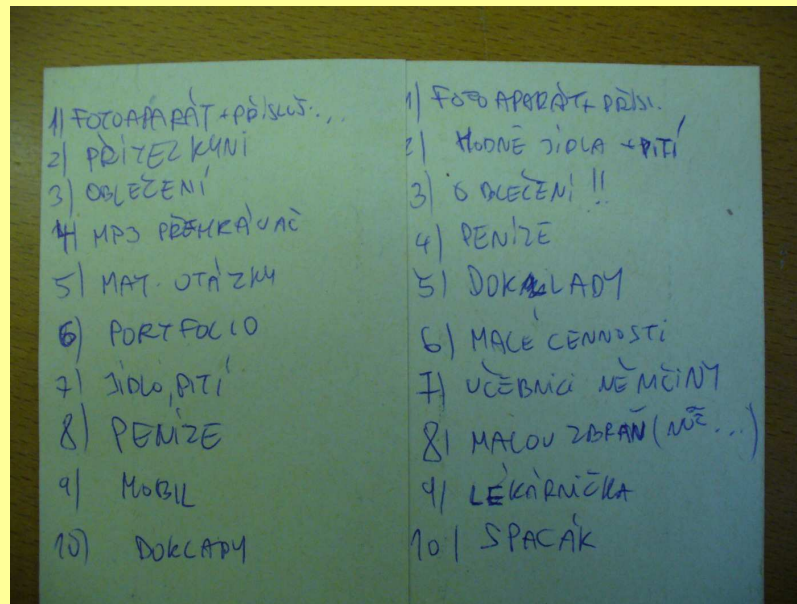 1) FOTOAPARÁT + PŘÍSLUŠ...
2) PŘÍTELKYNI
3) OBLEČENÍ
4) MP3 PŘEHRÁVAČ
5) MAT. OTÁZKY
6) PORTFOLIO
7) JÍDLO, PITÍ
8) PENÍZE
9) MOBIL
10) DOKLADY
1) FOTOAPARÁT + PŘÍSL.
2) HODNĚ JÍDLA + PITÍ
3) OBLEČENÍ !!
4) PENÍZE
5) DOKLADY
6) MALÉ CENNOSTI
7) UČEBNICI NĚMČINY
8) MALOU ZBRAŇ (NŮŽ...)
9) LÉKÁRNIČKA
10) SPACÁK